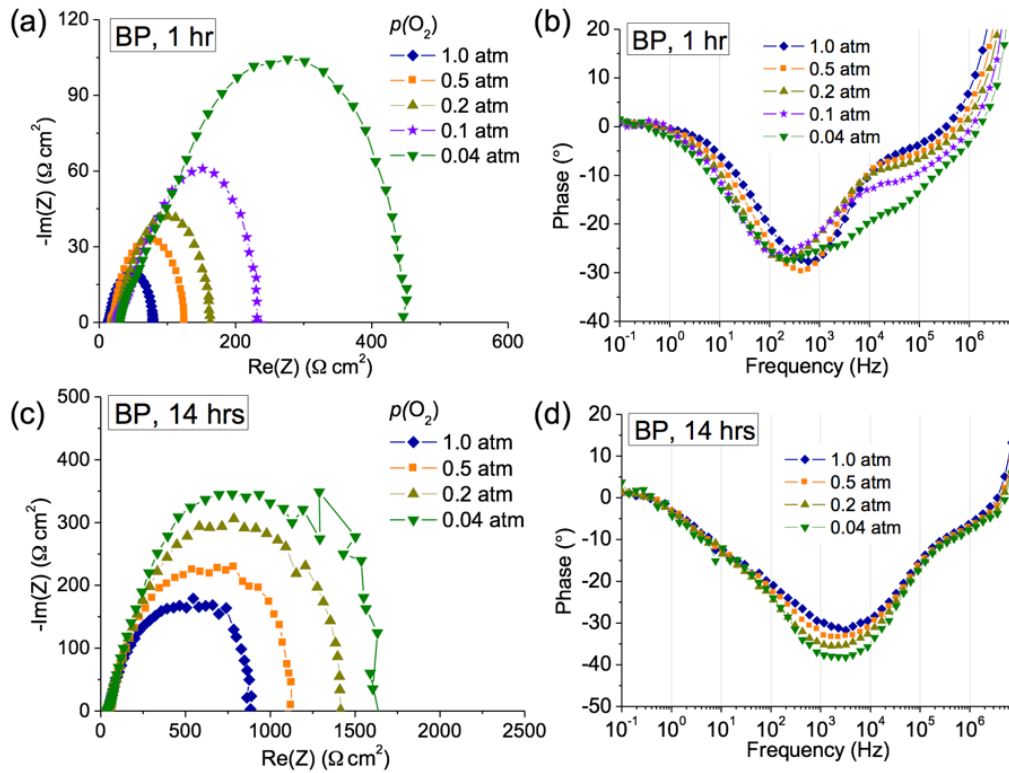 (a)
BP, 1 hr
p(O₂)
1.0 atm
0.5 atm
0.2 atm
0.1 atm
0.04 atm
-Im(Z) (Ω cm²)
120
90
60
30
0
0 200 400 600
Re(Z) (Ω cm²)
(b)
BP, 1 hr
1.0 atm
0.5 atm
0.2 atm
0.1 atm
0.04 atm
Phase (°)
20
10
0
-10
-20
-30
-40
10⁻¹ 10⁰ 10¹ 10² 10³ 10⁴ 10⁵ 10⁶
Frequency (Hz)
(c)
BP, 14 hrs
p(O₂)
1.0 atm
0.5 atm
0.2 atm
0.04 atm
-Im(Z) (Ω cm²)
500
400
300
200
100
0
0 500 1000 1500 2000 2500
Re(Z) (Ω cm²)
(d)
BP, 14 hrs
1.0 atm
0.5 atm
0.2 atm
0.04 atm
Phase (°)
20
10
0
-10
-20
-30
-40
-50
10⁻¹ 10⁰ 10¹ 10² 10³ 10⁴ 10⁵ 10⁶
Frequency (Hz)